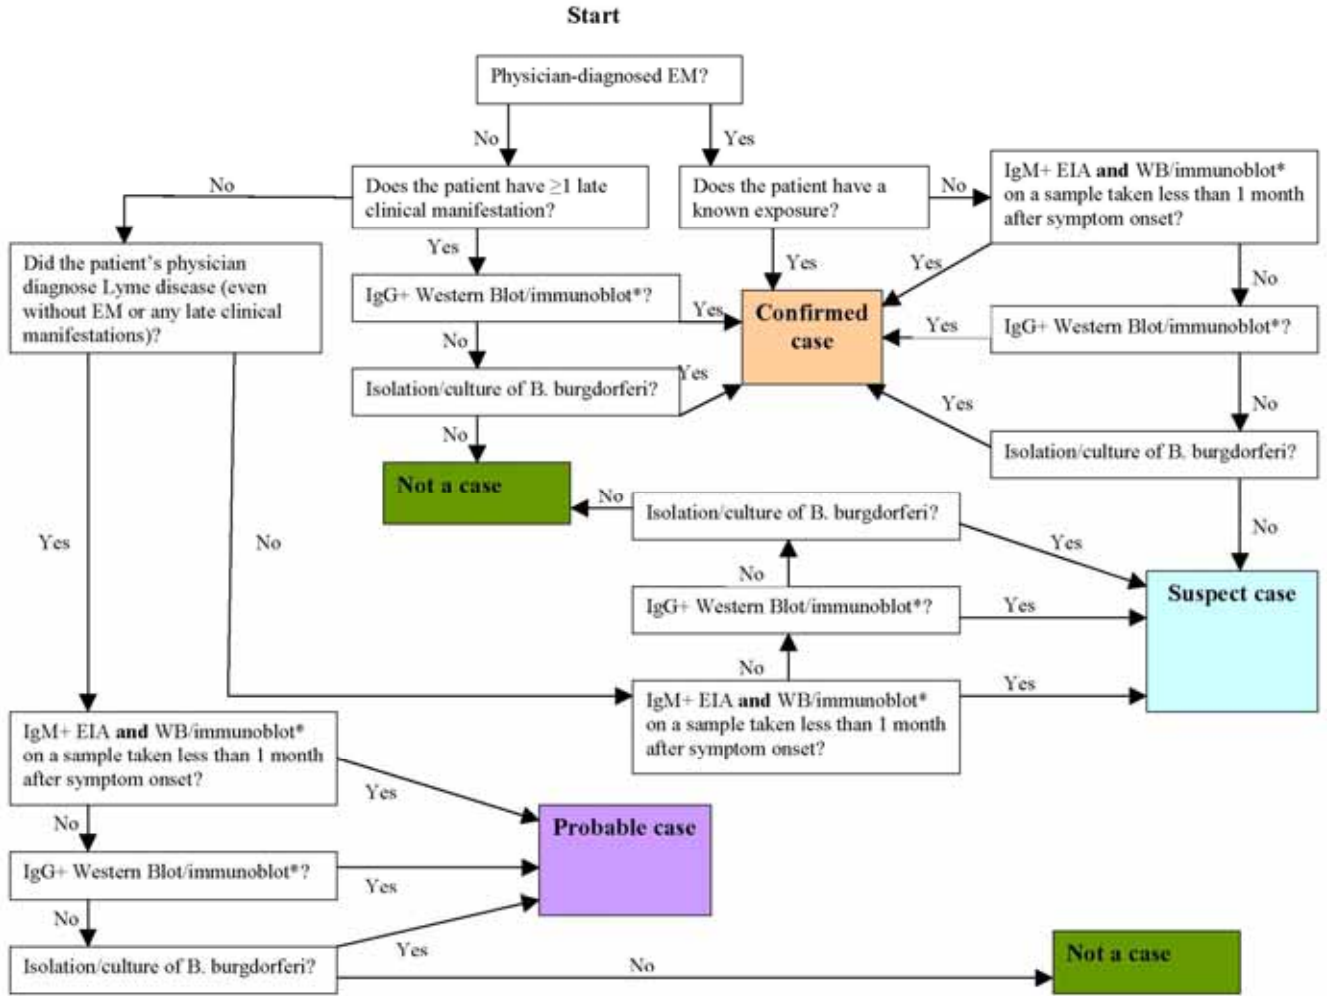 Start
Physician-diagnosed EM?
No
Yes
No
Does the patient have ≥1 late
clinical manifestation?
Does the patient have a
known exposure?
No
IgM+ EIA and WB/immunoblot*
on a sample taken less than 1 month
after symptom onset?
Did the patient's physician
diagnose Lyme disease (even
without EM or any late clinical
manifestations)?
Yes
IgG+ Western Blot/immunoblot*?
Yes
Yes
Yes
No
Confirmed
case
Yes
IgG+ Western Blot/immunoblot*?
No
Isolation/culture of B. burgdorferi?
Yes
No
Yes
No
Isolation/culture of B. burgdorferi?
Not a case
No
Isolation/culture of B. burgdorferi?
Yes
No
Yes
No
No
IgG+ Western Blot/immunoblot*?
Yes
Suspect case
No
IgM+ EIA and WB/immunoblot*
on a sample taken less than 1 month
after symptom onset?
Yes
IgM+ EIA and WB/immunoblot*
on a sample taken less than 1 month
after symptom onset?
Yes
No
Probable case
IgG+ Western Blot/immunoblot*?
Yes
No
Isolation/culture of B. burgdorferi?
Yes
No
Not a case